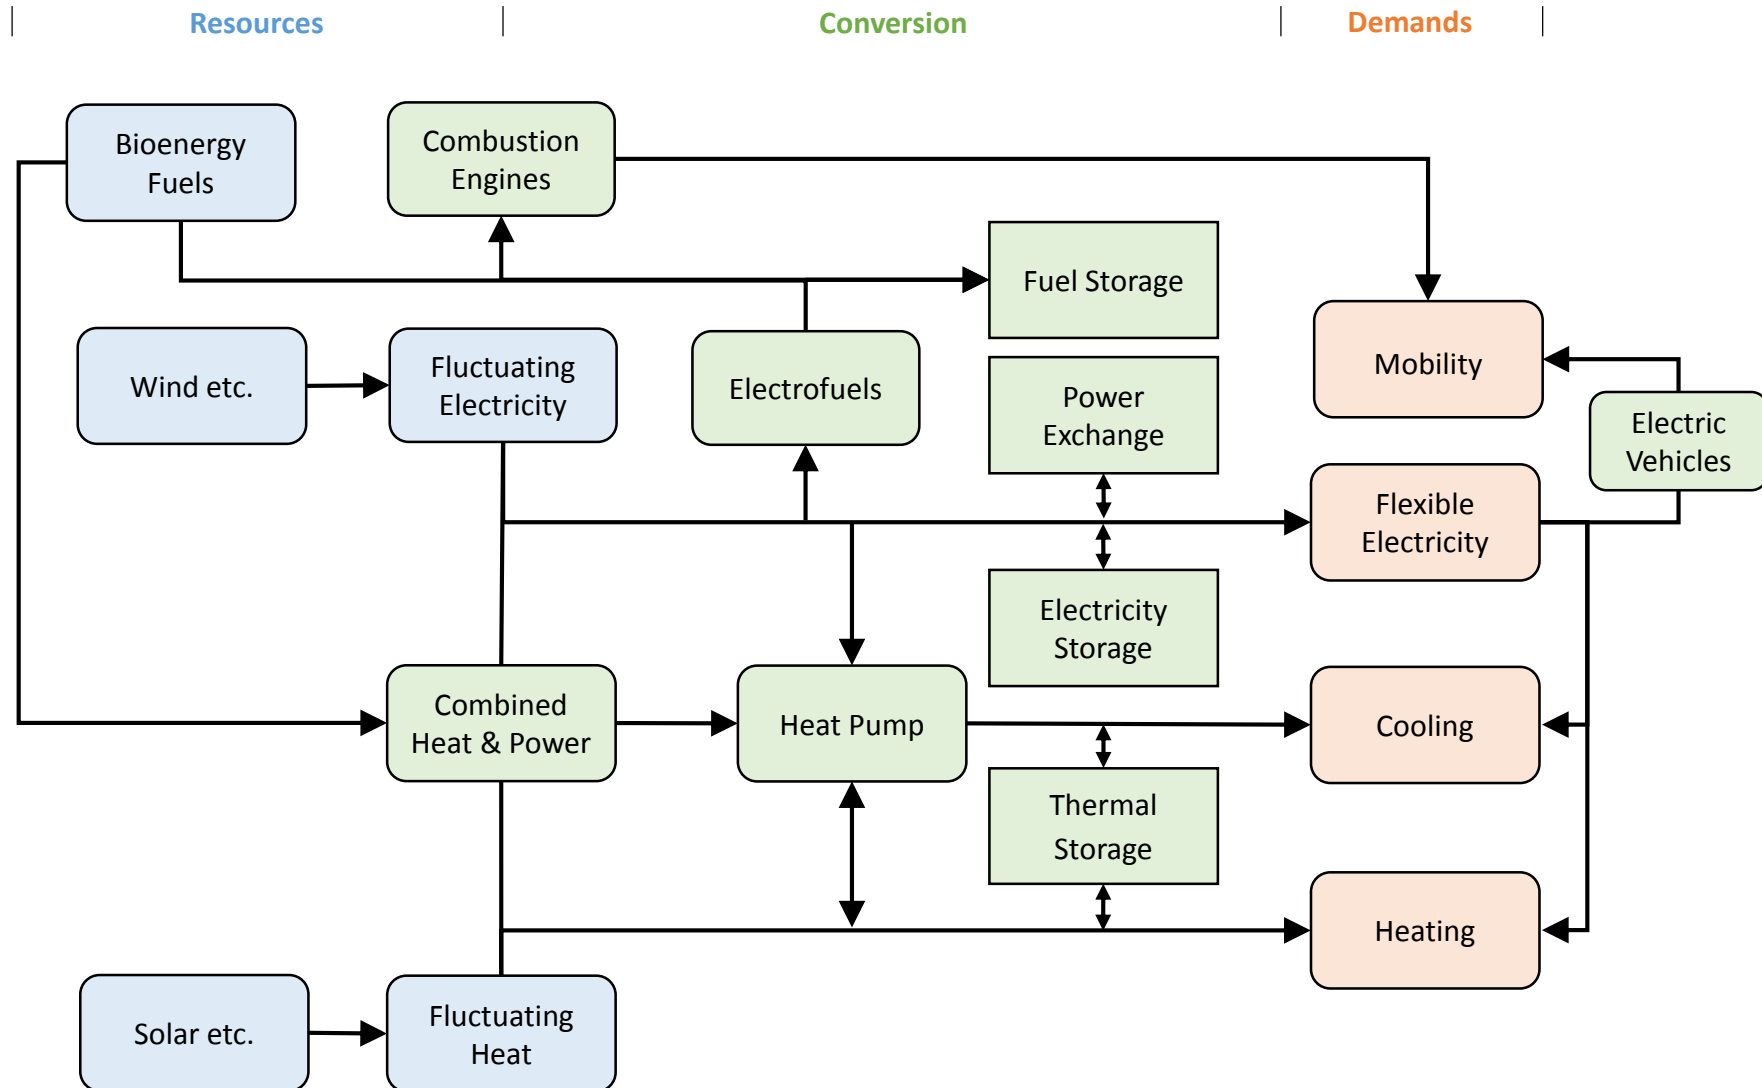 Resources
Conversion
Demands
Bioenergy
Fuels
Combustion
Engines
Fuel Storage
Wind etc.
Fluctuating
Electricity
Electrofuels
Power
Exchange
Mobility
Electric
Vehicles
Flexible
Electricity
Electricity
Storage
Combined
Heat & Power
Heat Pump
Cooling
Thermal
Storage
Heating
Solar etc.
Fluctuating
Heat